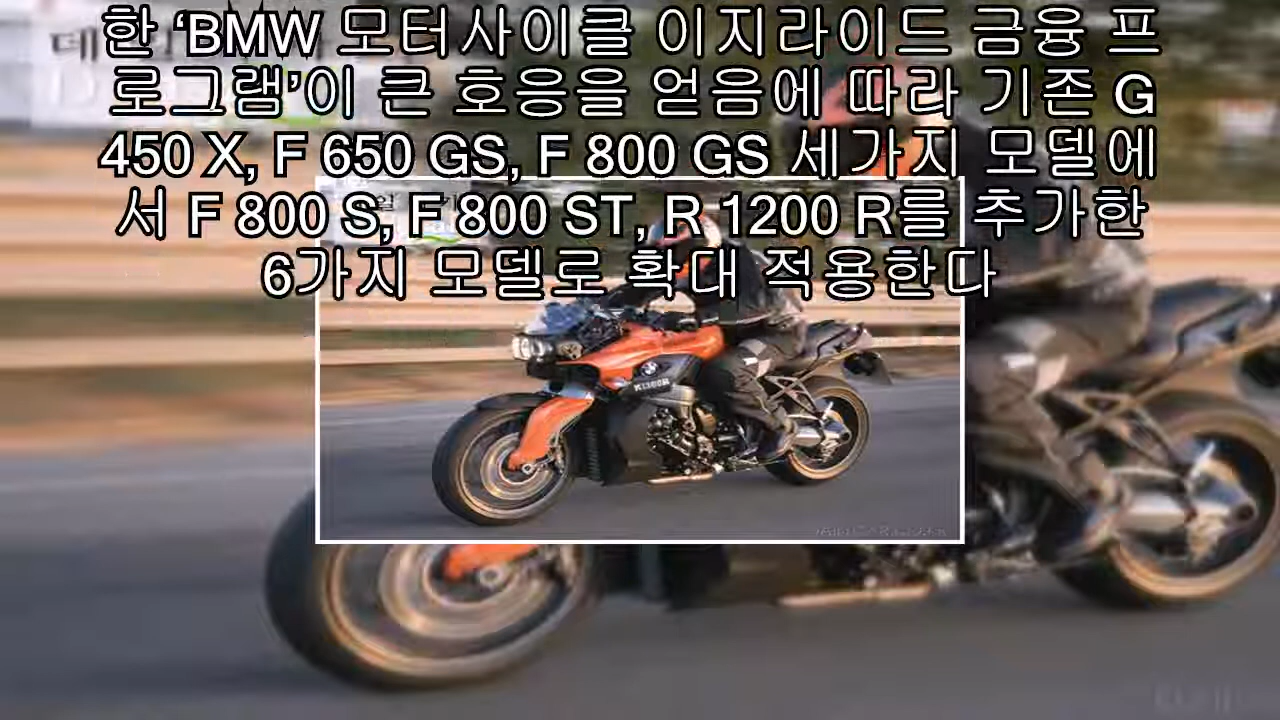 한 ‘BMW 모터사이클 이지라이드 금융 프
로그램’이 큰 호응을 얻음에 따라 기존 G
450 X, F 650 GS, F 800 GS 세가지 모델에
서 F 800 S, F 800 ST, R 1200 R를 추가한
6가지 모델로 확대 적용한다
K1300R